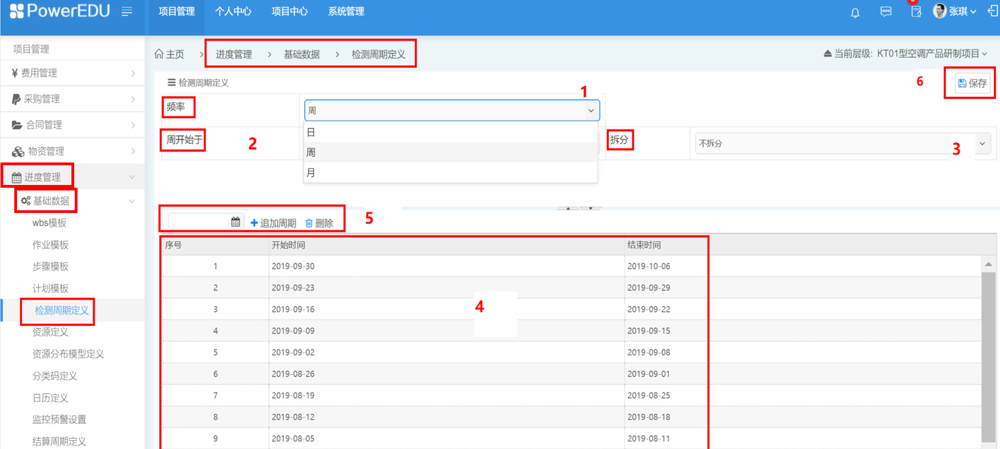 PowerEDU
项目管理 个人中心 项目中心 系统管理
张琪
项目管理
¥ 费用管理
采购管理
合同管理
物资管理
进度管理
基础数据
wbs模板
作业模板
步骤模板
计划模板
检测周期定义
资源定义
资源分布模型定义
分类码定义
日历定义
监控预警设置
结算周期定义
主页 > 进度管理 > 基础数据 > 检测周期定义
当前层级: KT01型空调产品研制项目
检测周期定义
6
保存
1
频率
周
日
周
月
周开始于
2
拆分
不拆分
3
追加周期
删除
5
序号 开始时间 结束时间
1 2019-09-30 2019-10-06
2 2019-09-23 2019-09-29
3 2019-09-16 2019-09-22
4
4 2019-09-09 2019-09-15
5 2019-09-02 2019-09-08
6 2019-08-26 2019-09-01
7 2019-08-19 2019-08-25
8 2019-08-12 2019-08-18
9 2019-08-05 2019-08-11